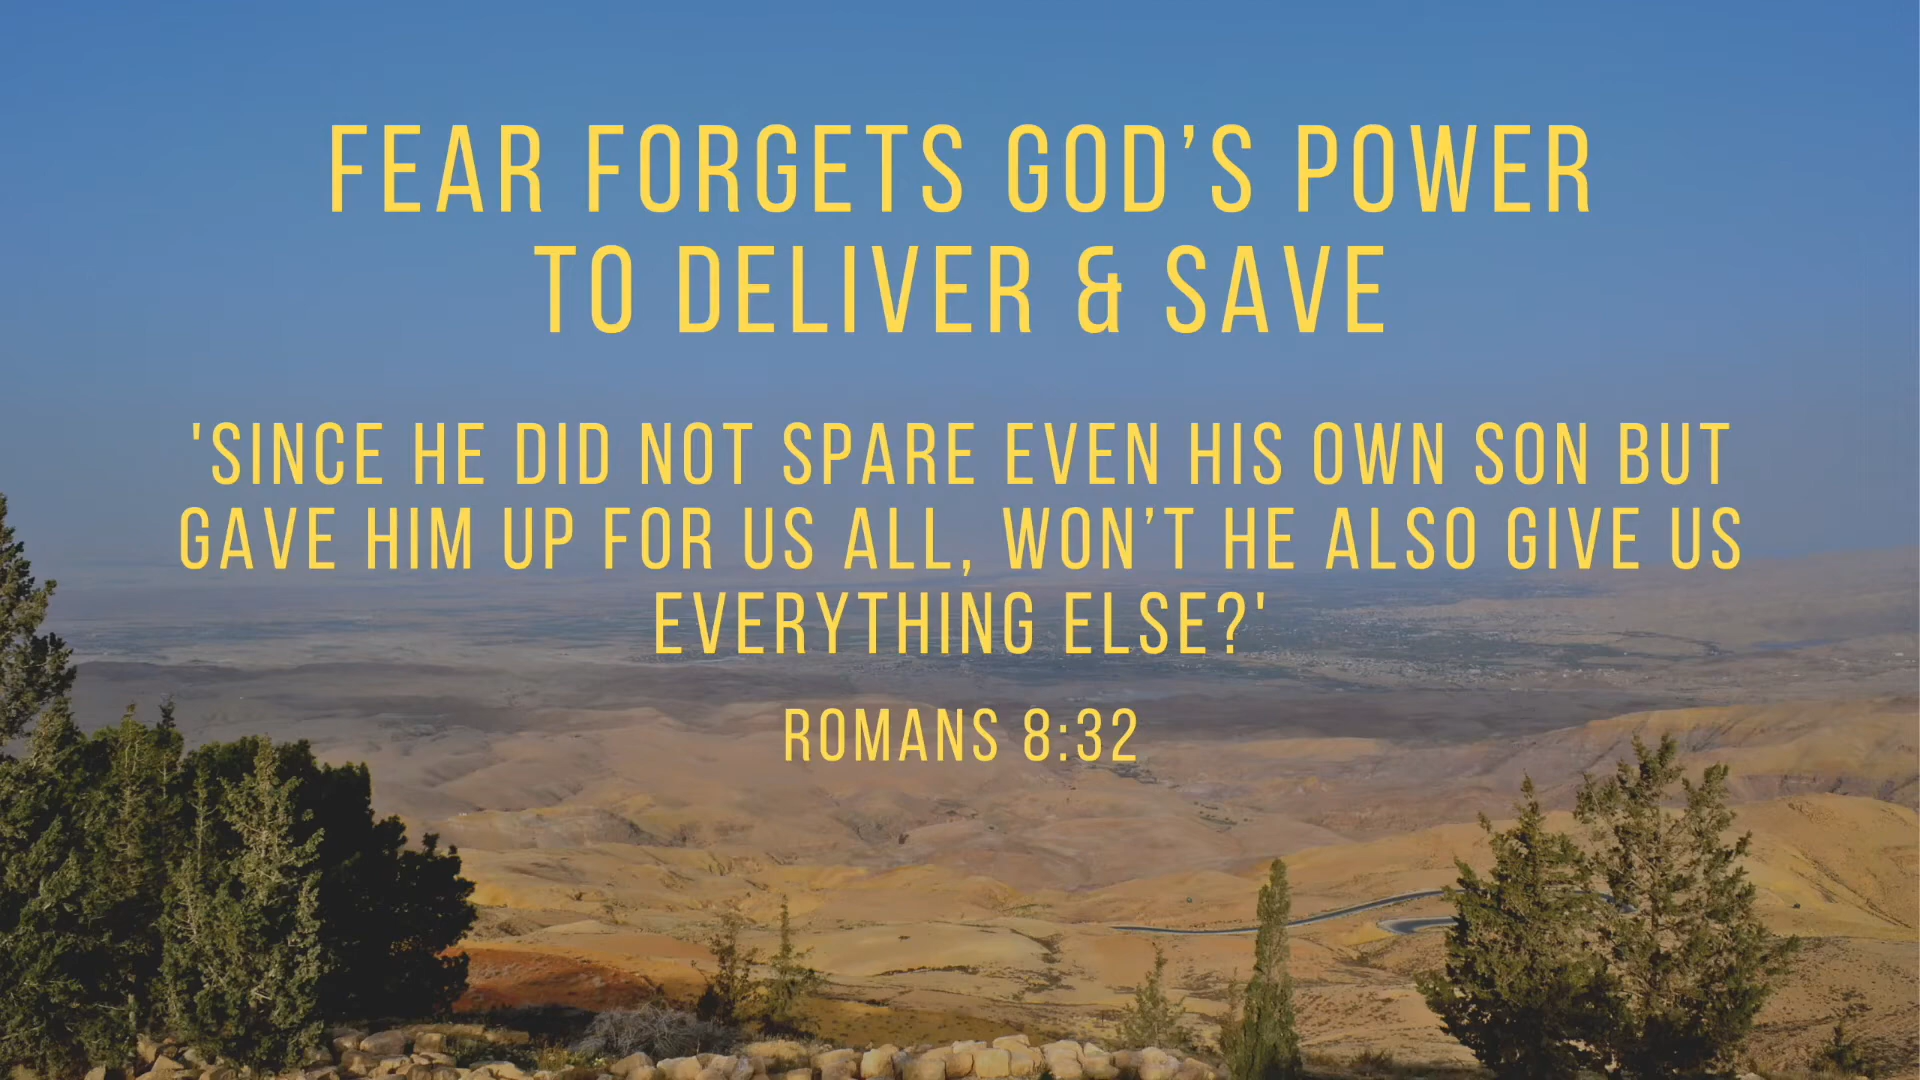 FEAR FORGETS GOD’S POWER
TO DELIVER & SAVE
'SINCE HE DID NOT SPARE EVEN HIS OWN SON BUT
GAVE HIM UP FOR US ALL, WON’T HE ALSO GIVE US
EVERYTHING ELSE?'
ROMANS 8:32